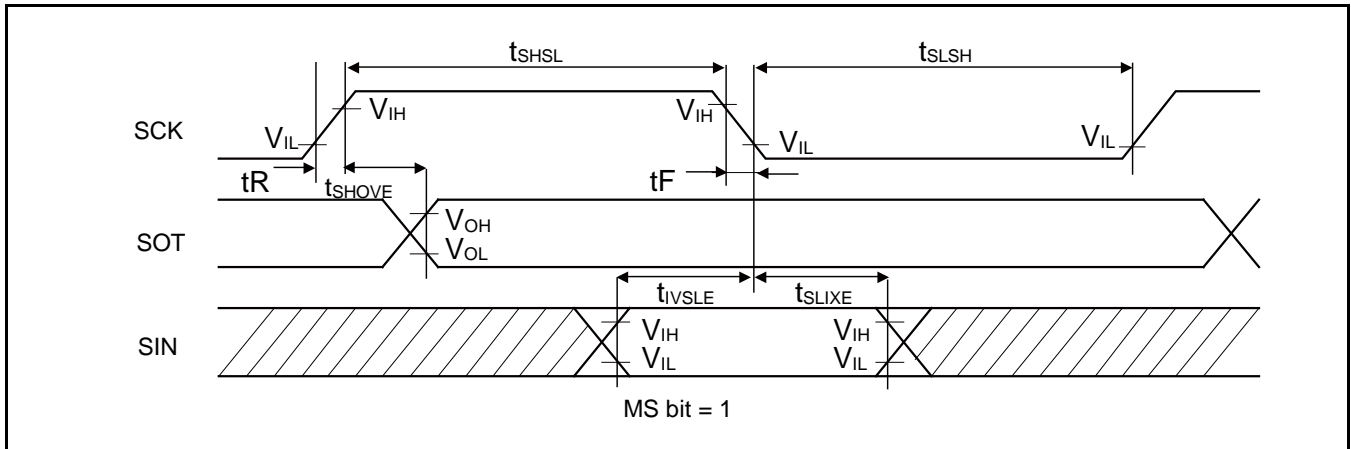 tSHSL tSLSH
SCK VIL VIH VIH VIL VIL
tR tSHOVE tF
SOT VOH VOL
tIVSLE tSLIXE
SIN VIH VIH
VIL VIL
MS bit = 1